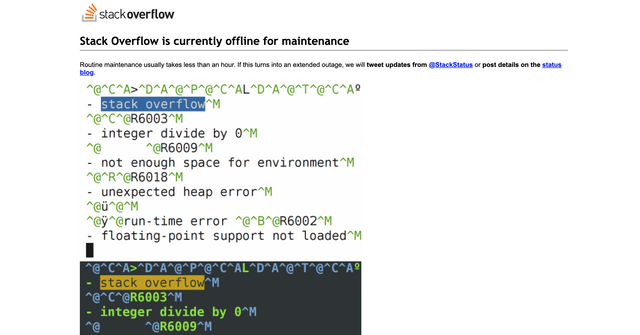 stackoverflow
Stack Overflow is currently offline for maintenance
Routine maintenance usually takes less than an hour. If this turns into an extended outage, we will tweet updates from @StackStatus or post details on the status
blog.
^@^C^A>^D^A^@^P^@^C^AL^D^A^@^T^@^C^Aº
- stack overflow^M
^@^C^@R6003^M
- integer divide by 0^M
^@      ^@R6009^M
- not enough space for environment^M
^@^R^@R6018^M
- unexpected heap error^M
^@ü^@^M
^@ÿ^@run-time error ^@^B^@R6002^M
- floating-point support not loaded^M
^@^C^A>^D^A^@^P^@^C^AL^D^A^@^T^@^C^Aº
- stack overflow^M
^@^C^@R6003^M
- integer divide by 0^M
^@      ^@R6009^M